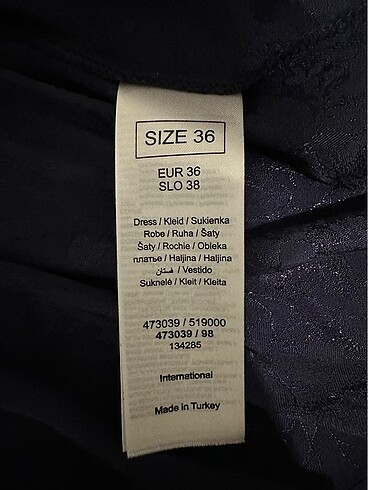 SIZE 36
EUR 36
SLO 38
Dress / Kleid / Sukienka
Robe / Ruha / Šaty
Šaty / Rochie / Obleka
платье / Haljina / Haljina
فستان / Vestido
Suknelė / Kleit / Kleita
473039 / 519000
473039 / 98
134285
International
Made in Turkey